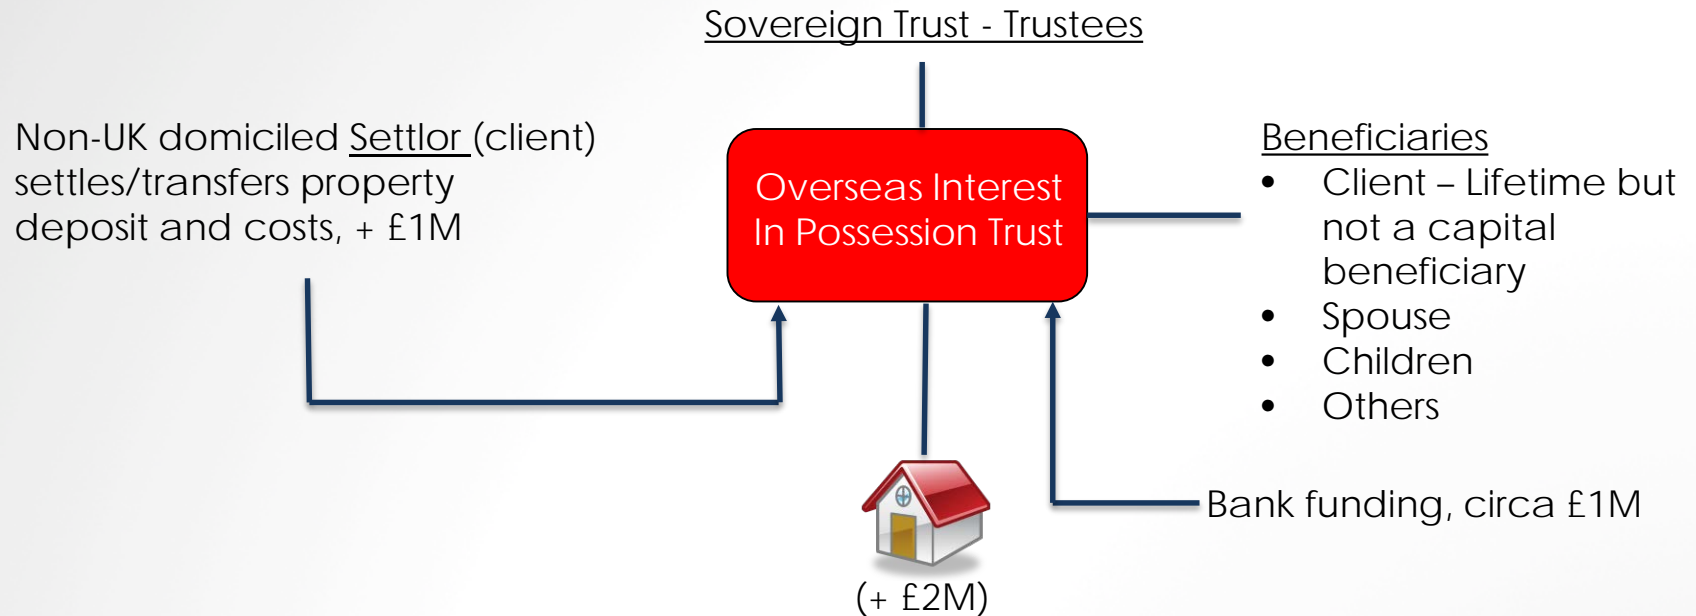 Sovereign Trust - Trustees
Non-UK domiciled Settlor (client)
settles/transfers property
deposit and costs, + £1M
Overseas Interest
In Possession Trust
Beneficiaries
• Client – Lifetime but
not a capital
beneficiary
• Spouse
• Children
• Others
Bank funding, circa £1M
(+ £2M)